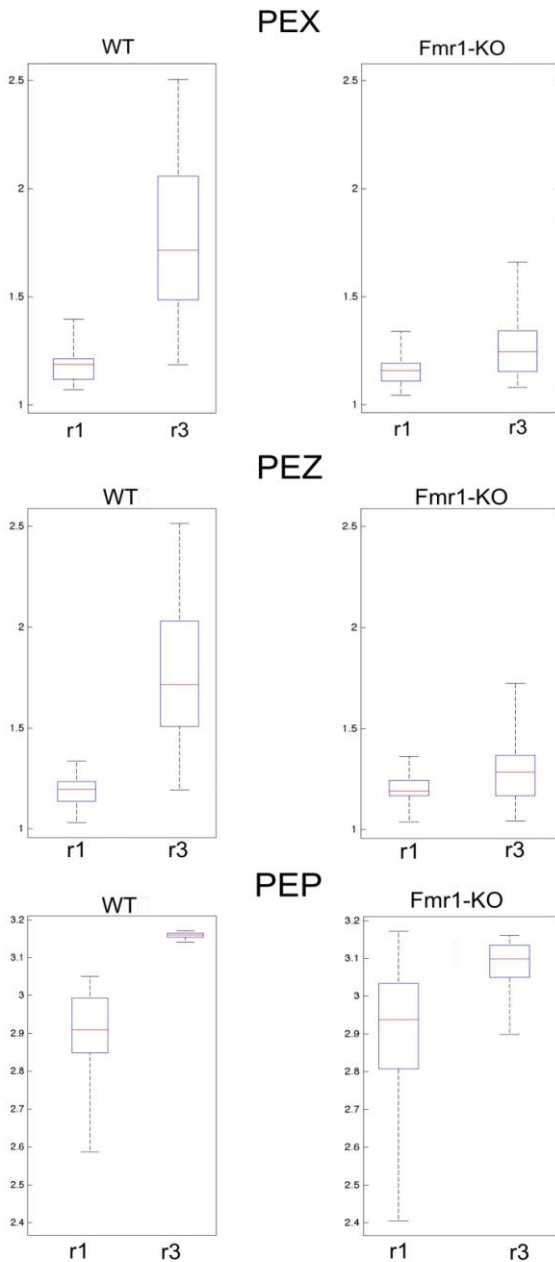 PEX
WT Fmr1-KO
2.5 2.5
2 2
1.5 1.5
1 1
r1 r3 r1 r3
PEZ
WT Fmr1-KO
2.5 2.5
2 2
1.5 1.5
1 1
r1 r3 r1 r3
PEP
WT Fmr1-KO
3.2 3.2
3.1 3.1
3 3
2.9 2.9
2.8 2.8
2.7 2.7
2.6 2.6
2.5 2.5
2.4 2.4
r1 r3 r1 r3